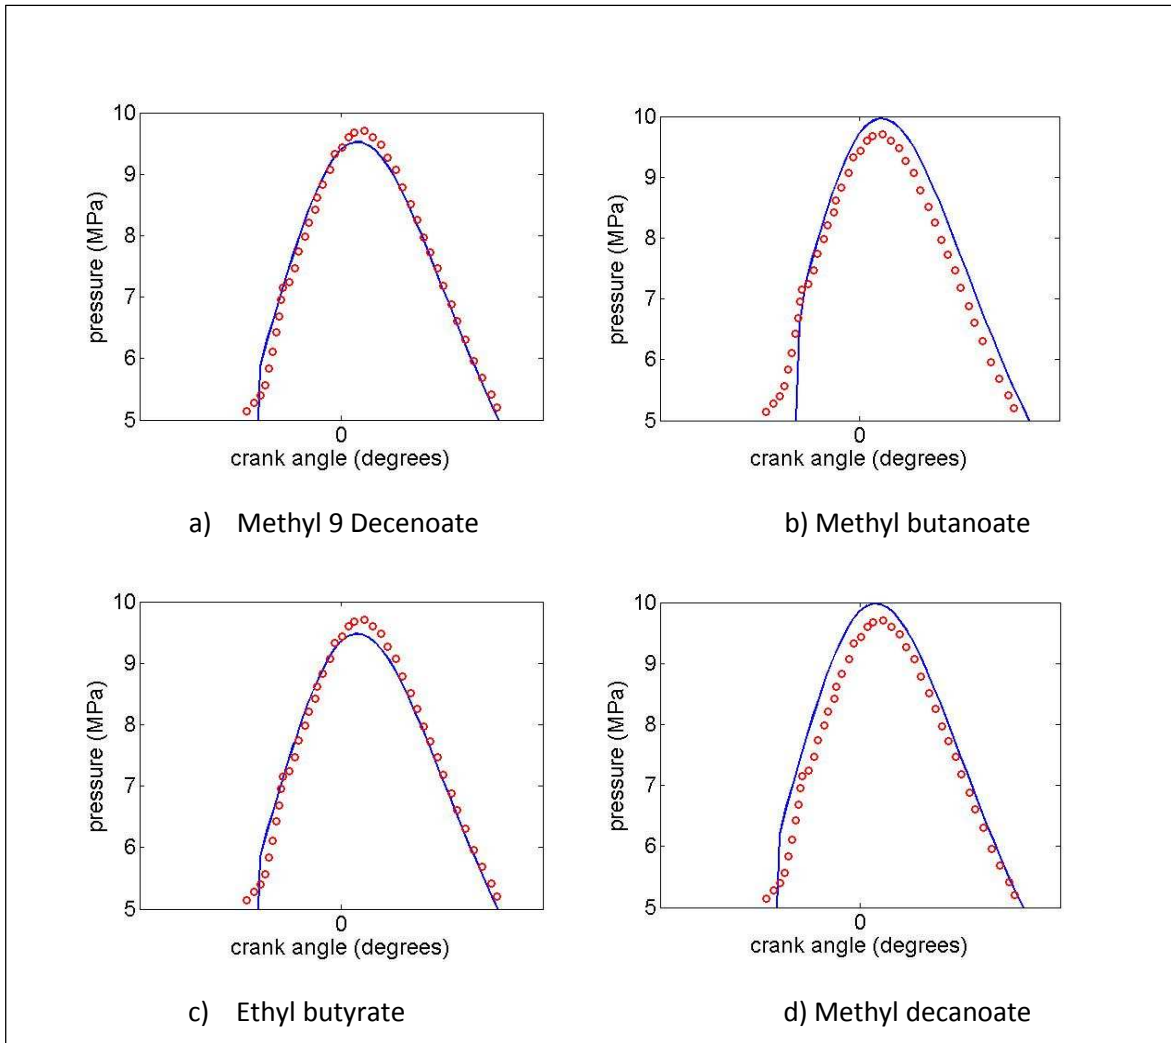 10
9
8
7
6
5
pressure (MPa)
0
crank angle (degrees)
a) Methyl 9 Decenoate
10
9
8
7
6
5
pressure (MPa)
0
crank angle (degrees)
b) Methyl butanoate
10
9
8
7
6
5
pressure (MPa)
0
crank angle (degrees)
c) Ethyl butyrate
10
9
8
7
6
5
pressure (MPa)
0
crank angle (degrees)
d) Methyl decanoate